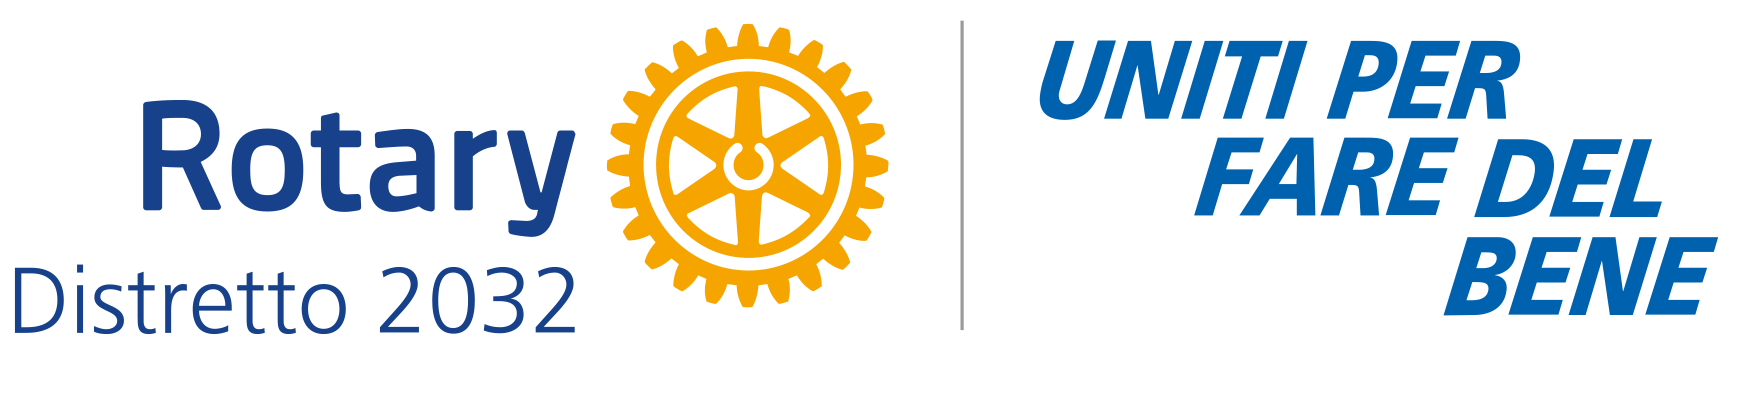 Rotary
Distretto 2032
UNITI PER
FARE DEL
BENE